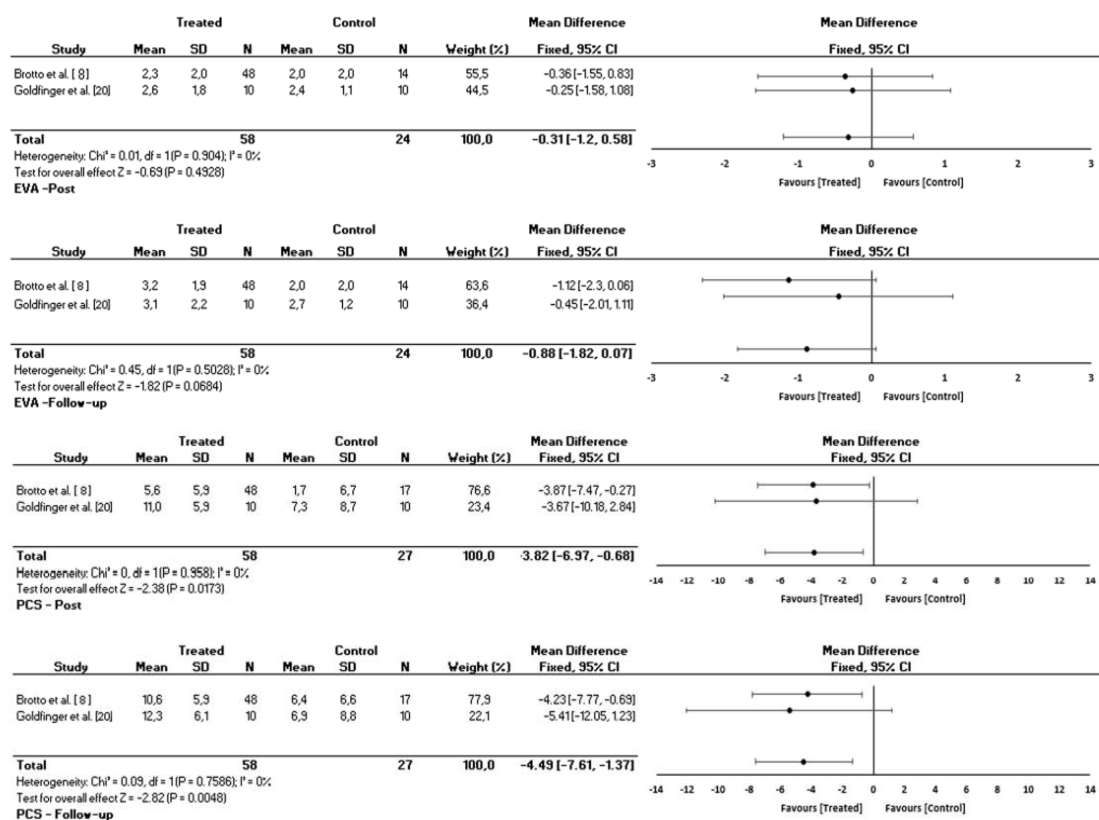 Treated Control Mean Difference Mean Difference
Study Mean SD N Mean SD N Weight (%) Fixed, 95% CI Fixed, 95% CI
Brotto et al. [ 8] 2,3 2,0 48 2,0 2,0 14 55,5 -0.36 [-1.55, 0.83]
Goldfinger et al. [20] 2,6 1,8 10 2,4 1,1 10 44,5 -0.25 [-1.58, 1.08]
Total 58 24 100,0 -0.31 [-1.2, 0.58]
Heterogeneity: Chi² = 0.01, df = 1(P = 0.904); I² = 0%
Test for overall effect Z = -0.69 (P = 0.4928)
EVA -Post
-3 -1 0 1 3
Favours [Treated] Favours [Control]
Treated Control Mean Difference Mean Difference
Study Mean SD N Mean SD N Weight (%) Fixed, 95% CI Fixed, 95% CI
Brotto et al. [ 8] 3,2 1,9 48 2,0 2,0 14 63,6 -1.12 [-2.3, 0.06]
Goldfinger et al. [20] 3,1 2,2 10 2,7 1,2 10 36,4 -0.45 [-2.01, 1.11]
Total 58 24 100,0 -0.88 [-1.82, 0.07]
Heterogeneity: Chi² = 0.45, df = 1(P = 0.5028); I² = 0%
Test for overall effect Z = -1.82 (P = 0.0684)
EVA -Follow-up
-3 -1 0 1 3
Favours [Treated] Favours [Control]
Treated Control Mean Difference Mean Difference
Study Mean SD N Mean SD N Weight (%) Fixed, 95% CI Fixed, 95% CI
Brotto et al. [ 8] 5,6 5,9 48 1,7 6,7 17 76,6 -3.87 [-7.47, -0.27]
Goldfinger et al. [20] 11,0 5,9 10 7,3 8,7 10 23,4 -3.67 [-10.18, 2.84]
Total 58 27 100,0 -3.82 [-6.97, -0.68]
Heterogeneity: Chi² = 0, df = 1(P = 0.958); I² = 0%
Test for overall effect Z = -2.38 (P = 0.0173)
PCS - Post
-14 -12 -10 -8 -6 -4 -2 0 2 4 6 8 10 12 14
Favours [Treated] Favours [Control]
Treated Control Mean Difference Mean Difference
Study Mean SD N Mean SD N Weight (%) Fixed, 95% CI Fixed, 95% CI
Brotto et al. [ 8] 10,6 5,9 48 6,4 6,6 17 77,9 -4.23 [-7.77, -0.69]
Goldfinger et al. [20] 12,3 6,1 10 6,9 8,8 10 22,1 -5.41 [-12.05, 1.23]
Total 58 27 100,0 -4.49 [-7.61, -1.37]
Heterogeneity: Chi² = 0.09, df = 1(P = 0.7586); I² = 0%
Test for overall effect Z = -2.82 (P = 0.0048)
PCS - Follow-up
-14 -12 -10 -8 -6 -4 -2 0 2 4 6 8 10 12 14
Favours [Treated] Favours [Control]